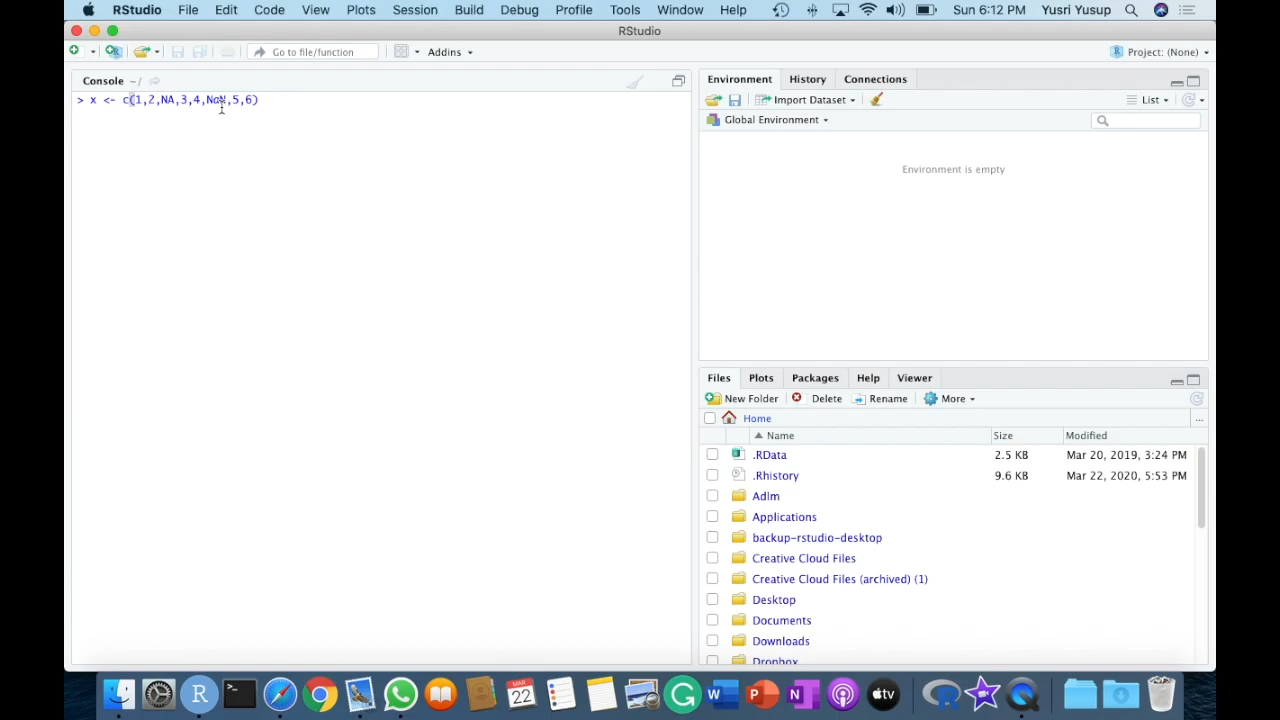 RStudio File Edit Code View Plots Session Build Debug Profile Tools Window Help Sun 6:12 PM Yusri Yusup
RStudio
Go to file/function Addins Project: (None)
Console ~/
> x <- c(1,2,NA,3,4,NaN,5,6)
Environment History Connections
Import Dataset List
Global Environment
Environment is empty
Files Plots Packages Help Viewer
New Folder Delete Rename More
Home ...
Name Size Modified
.RData 2.5 KB Mar 20, 2019, 3:24 PM
.Rhistory 9.6 KB Mar 22, 2020, 5:53 PM
Adlm
Applications
backup-rstudio-desktop
Creative Cloud Files
Creative Cloud Files (archived) (1)
Desktop
Documents
Downloads
Dropbox
MAR
22
tv